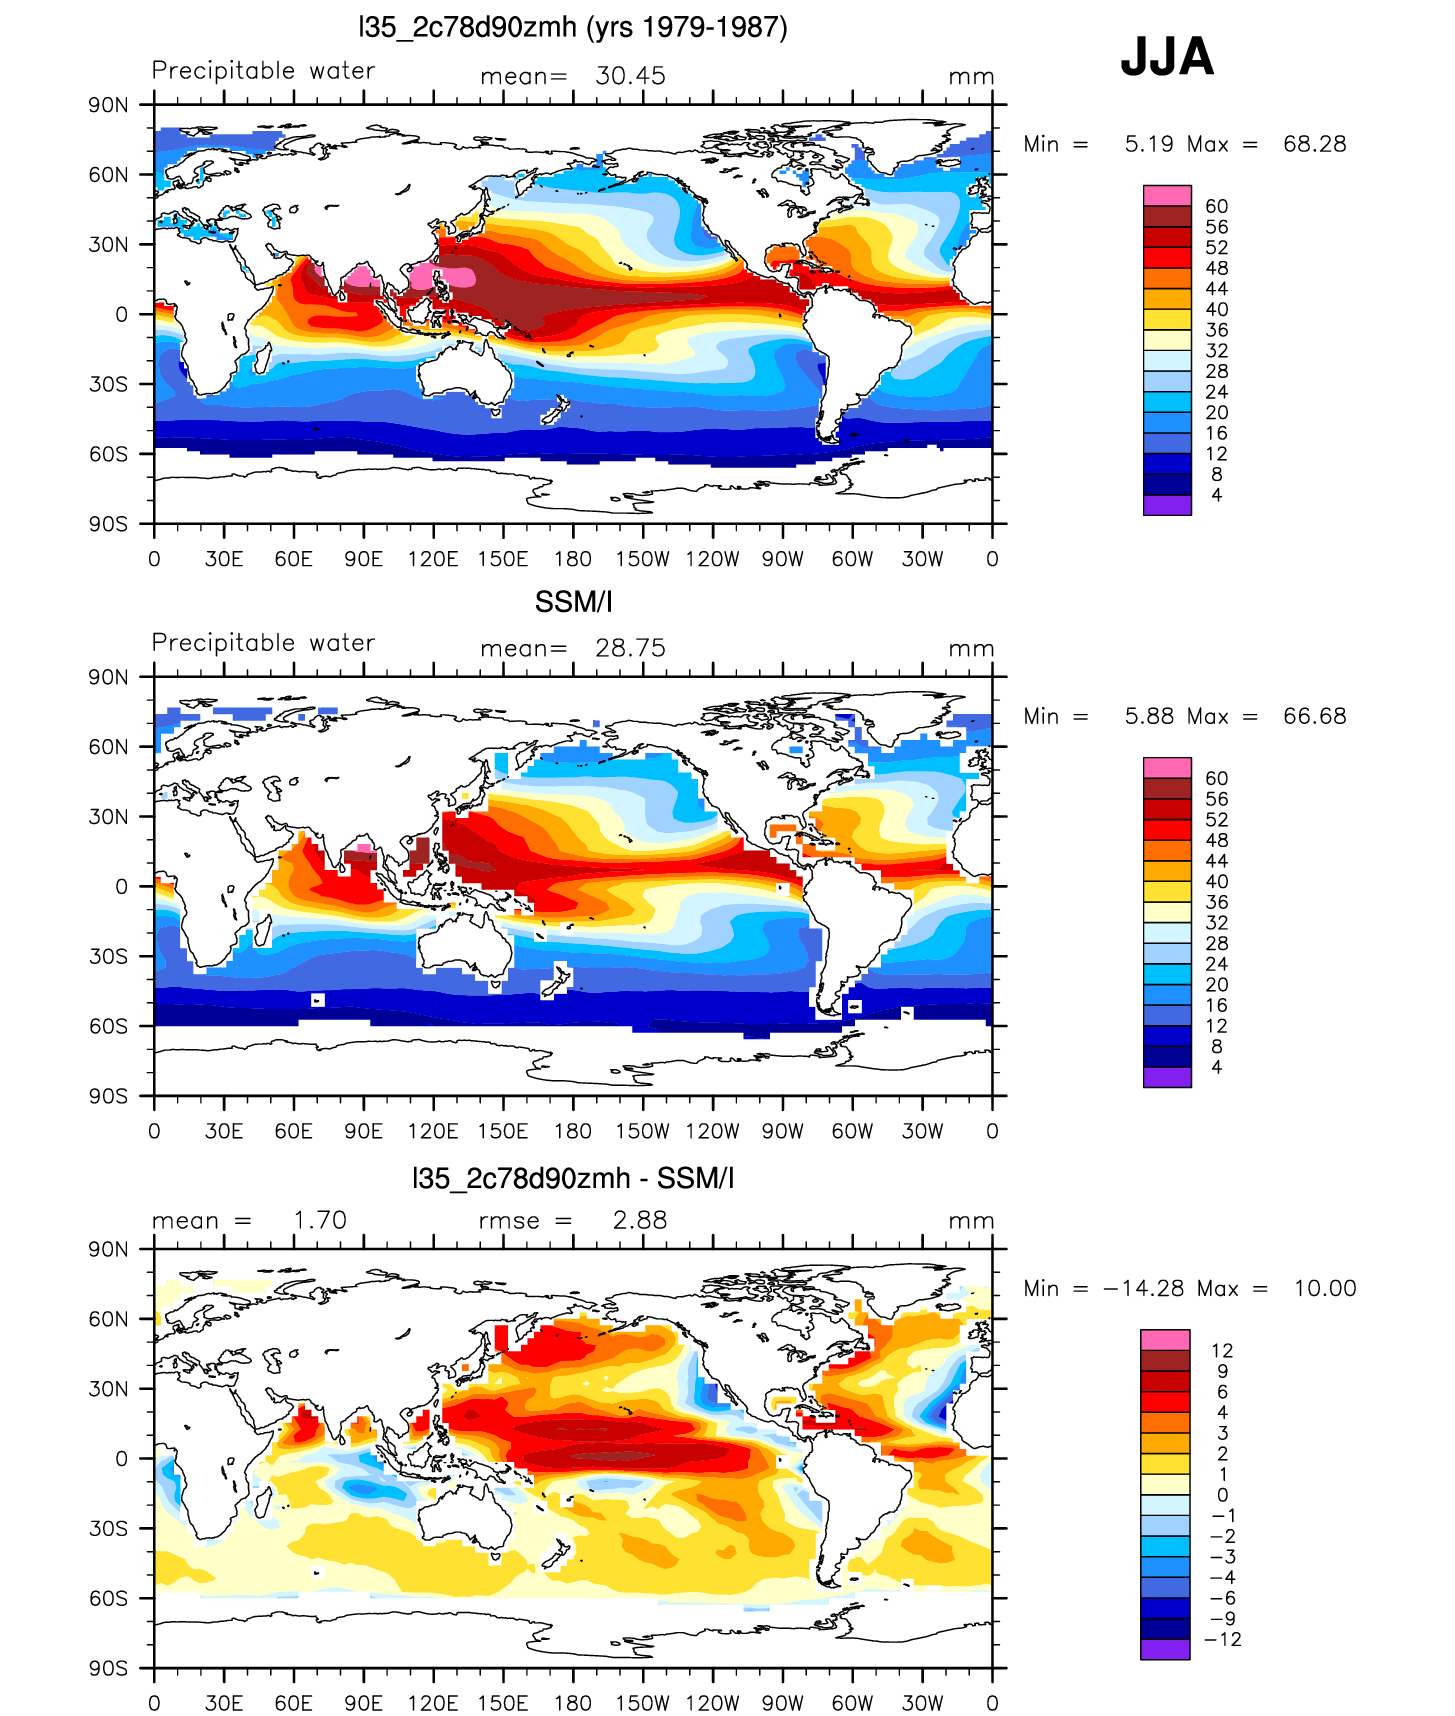 l35_2c78d90zmh (yrs 1979-1987)
JJA
Precipitable water mean= 30.45 mm
Min = 5.19 Max = 68.28
90N
60N
30N
0
30S
60S
90S
0 30E 60E 90E 120E 150E 180 150W 120W 90W 60W 30W 0
60
56
52
48
44
40
36
32
28
24
20
16
12
8
4
SSM/I
Precipitable water mean= 28.75 mm
Min = 5.88 Max = 66.68
90N
60N
30N
0
30S
60S
90S
0 30E 60E 90E 120E 150E 180 150W 120W 90W 60W 30W 0
60
56
52
48
44
40
36
32
28
24
20
16
12
8
4
l35_2c78d90zmh - SSM/I
mean = 1.70 rmse = 2.88 mm
Min = -14.28 Max = 10.00
90N
60N
30N
0
30S
60S
90S
0 30E 60E 90E 120E 150E 180 150W 120W 90W 60W 30W 0
12
9
6
4
3
2
1
0
-1
-2
-3
-4
-6
-9
-12